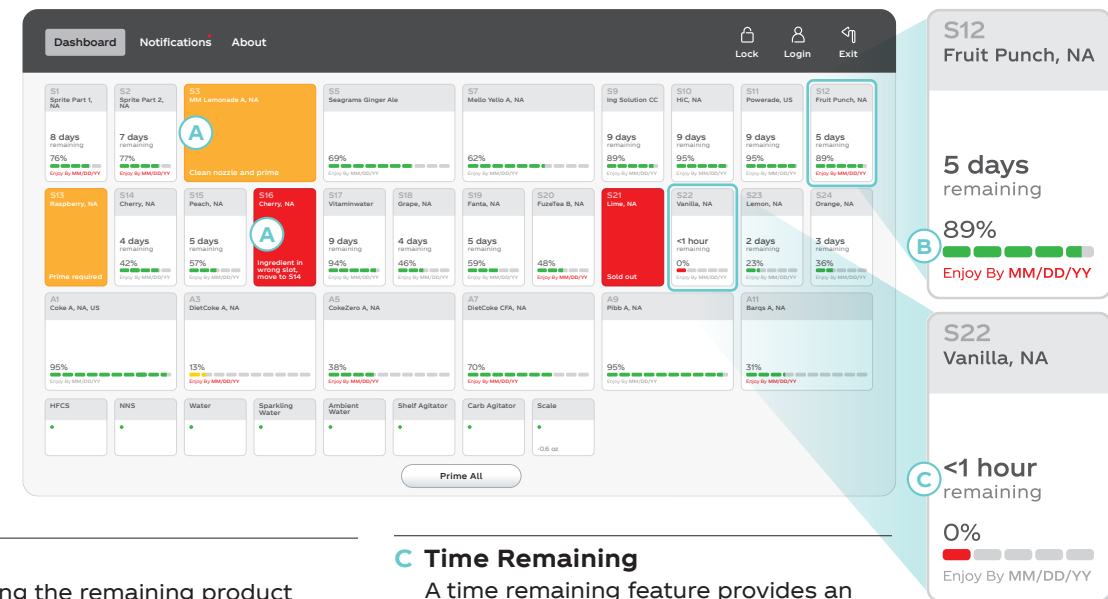 Dashboard Notifications About
Lock Login Exit
S1
Sprite Part 1,
NA
8 days
remaining
76%
Enjoy By MM/DD/YY
S2
Sprite Part 2,
NA
7 days
remaining
77%
Enjoy By MM/DD/YY
S3
MM Lemonade A, NA
A
Clean nozzle and prime
S5
Seagrams Ginger Ale
69%
Enjoy By MM/DD/YY
S7
Mello Yello A, NA
62%
Enjoy By MM/DD/YY
S9
Ing Solution CC
9 days
remaining
89%
Enjoy By MM/DD/YY
S10
HiC, NA
9 days
remaining
95%
Enjoy By MM/DD/YY
S11
Powerade, US
9 days
remaining
95%
Enjoy By MM/DD/YY
S12
Fruit Punch, NA
5 days
remaining
89%
Enjoy By MM/DD/YY
S13
Raspberry, NA
Prime required
S14
Cherry, NA
4 days
remaining
42%
Enjoy By MM/DD/YY
S15
Peach, NA
5 days
remaining
57%
Enjoy By MM/DD/YY
S16
Cherry, NA
A
Ingredient in
wrong slot,
move to S14
S17
Vitaminwater
9 days
remaining
94%
Enjoy By MM/DD/YY
S18
Grape, NA
4 days
remaining
46%
Enjoy By MM/DD/YY
S19
Fanta, NA
5 days
remaining
59%
Enjoy By MM/DD/YY
S20
FuzeTea B, NA
48%
Enjoy By MM/DD/YY
S21
Lime, NA
Sold out
S22
Vanilla, NA
<1 hour
remaining
0%
Enjoy By MM/DD/YY
S23
Lemon, NA
2 days
remaining
23%
Enjoy By MM/DD/YY
S24
Orange, NA
3 days
remaining
36%
Enjoy By MM/DD/YY
A1
Coke A, NA, US
95%
Enjoy By MM/DD/YY
A3
DietCoke A, NA
13%
Enjoy By MM/DD/YY
A5
CokeZero A, NA
38%
Enjoy By MM/DD/YY
A7
DietCoke CFA, NA
70%
Enjoy By MM/DD/YY
A9
Pibb A, NA
95%
Enjoy By MM/DD/YY
A11
Barqs A, NA
31%
Enjoy By MM/DD/YY
HFCS
NNS
Water
Sparkling
Water
Ambient
Water
Shelf Agitator
Carb Agitator
Scale
-0.6 oz
Prime All
S12
Fruit Punch, NA
5 days
remaining
89%
B
Enjoy By MM/DD/YY
S22
Vanilla, NA
C
<1 hour
remaining
0%
Enjoy By MM/DD/YY
ng the remaining product
C Time Remaining
A time remaining feature provides an